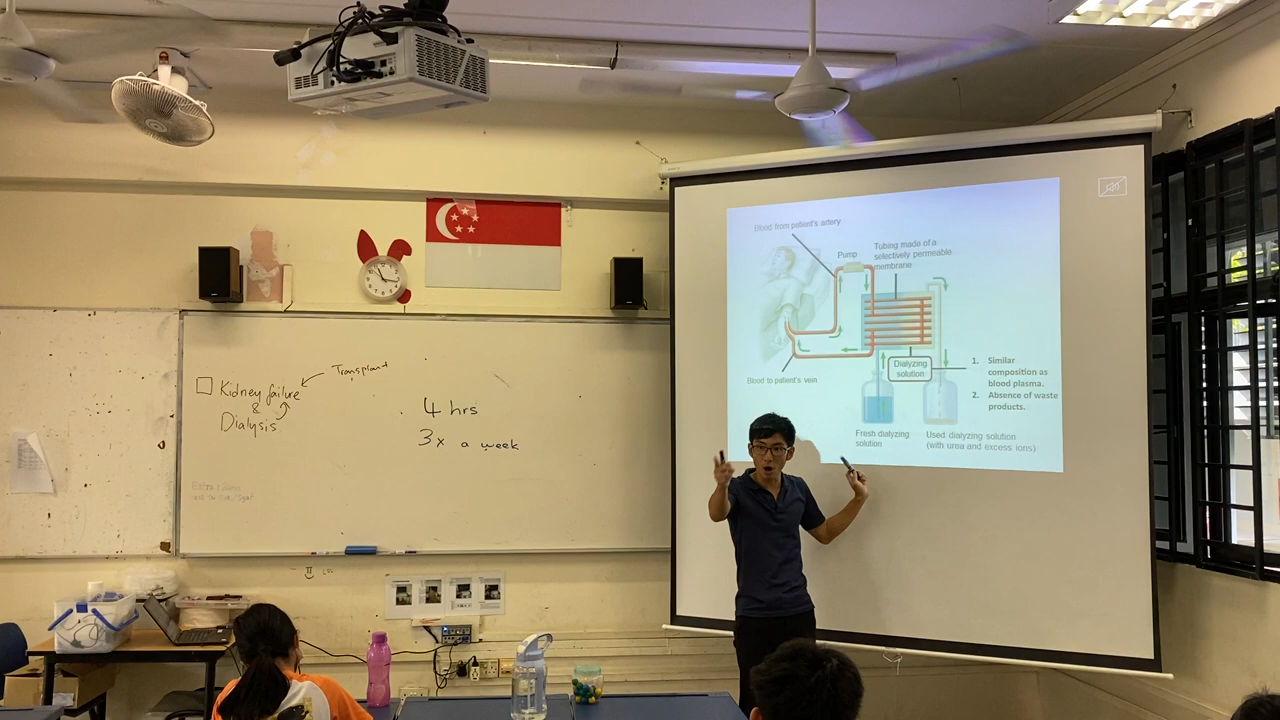 Kidney failure
&
Dialysis
Transplant
4 hrs
3x a week
Blood from patient's artery
Pump
Tubing made of a
selectively permeable
membrane
Dialyzing
solution
Blood to patient's vein
1. Similar
composition as
blood plasma.
2. Absence of waste
products.
Fresh dialyzing
solution
Used dialyzing solution
(with urea and excess ions)